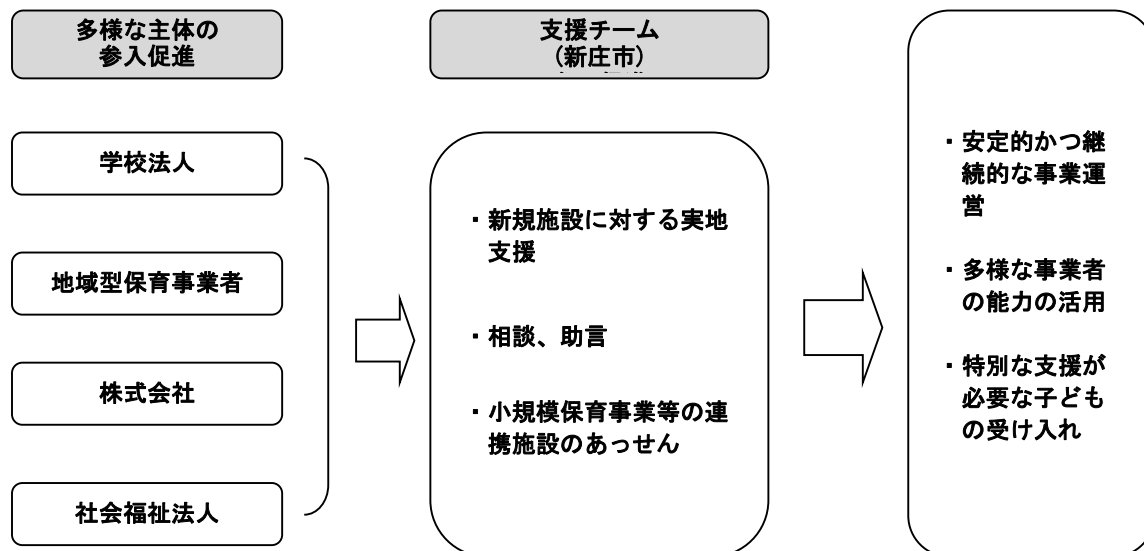 多様な主体の
参入促進
学校法人
地域型保育事業者
株式会社
社会福祉法人
支援チーム
(新庄市)
・新規施設に対する実地
支援
・相談、助言
・小規模保育事業等の連
携施設のあっせん
・安定的かつ継
続的な事業運
営
・多様な事業者
の能力の活用
・特別な支援が
必要な子ども
の受け入れ